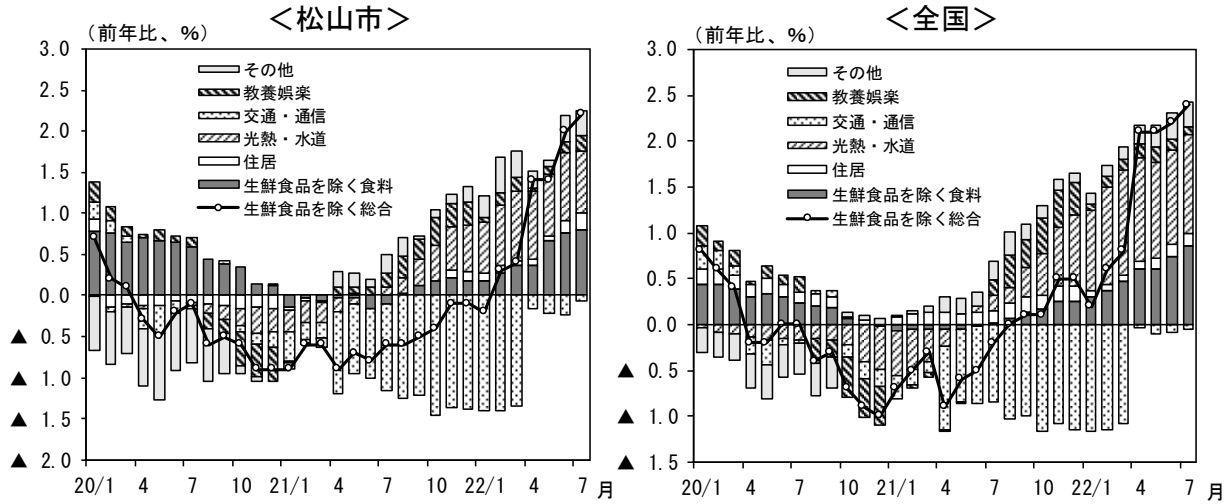 ＜松山市＞
（前年比、％）
3.0
2.5
2.0
1.5
1.0
0.5
0.0
▲ 0.5
▲ 1.0
▲ 1.5
▲ 2.0
その他
教養娯楽
交通・通信
光熱・水道
住居
生鮮食品を除く食料
生鮮食品を除く総合
20/1 4 7 10 21/1 4 7 10 22/1 4 7 月
＜全国＞
（前年比、％）
3.0
2.5
2.0
1.5
1.0
0.5
0.0
▲ 0.5
▲ 1.0
▲ 1.5
その他
教養娯楽
交通・通信
光熱・水道
住居
生鮮食品を除く食料
生鮮食品を除く総合
20/1 4 7 10 21/1 4 7 10 22/1 4 7 月